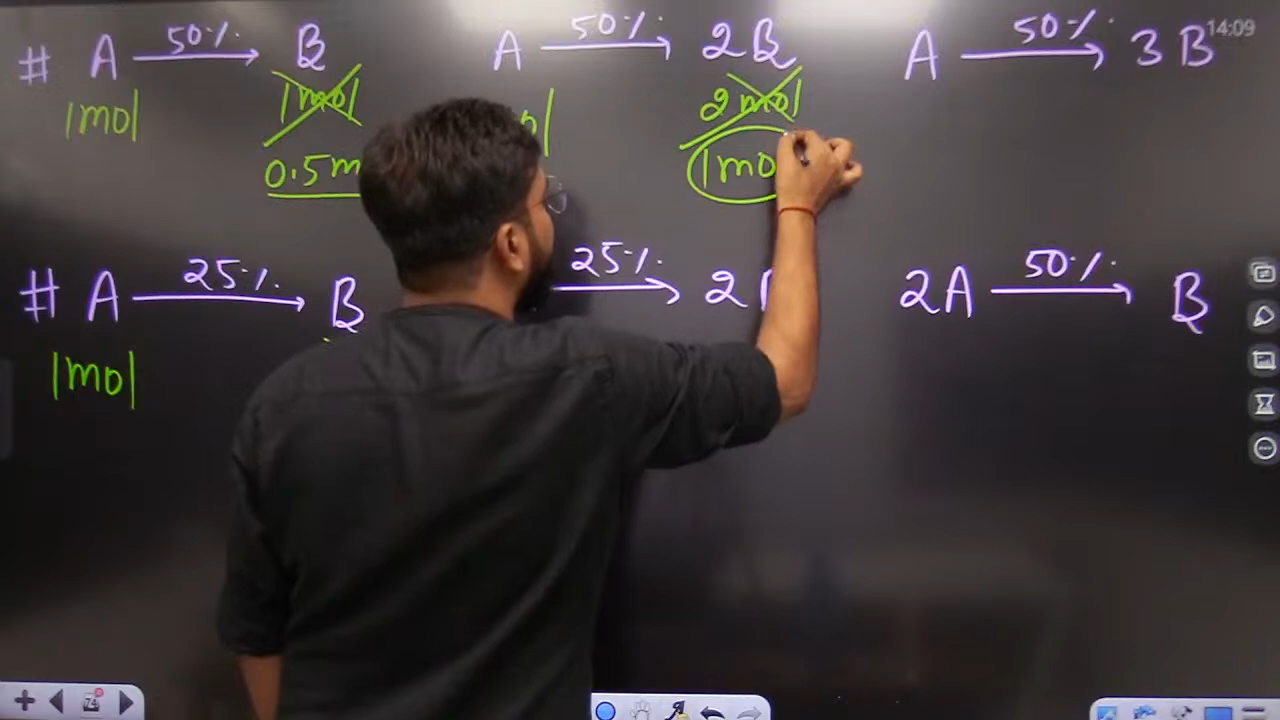 # A 50% B A 50% 2B A 50% 3B 14:09
1mol 1mol 2mol
0.5m 1mo
# A 25% B 25% 2 2A 50% B
1mol
74